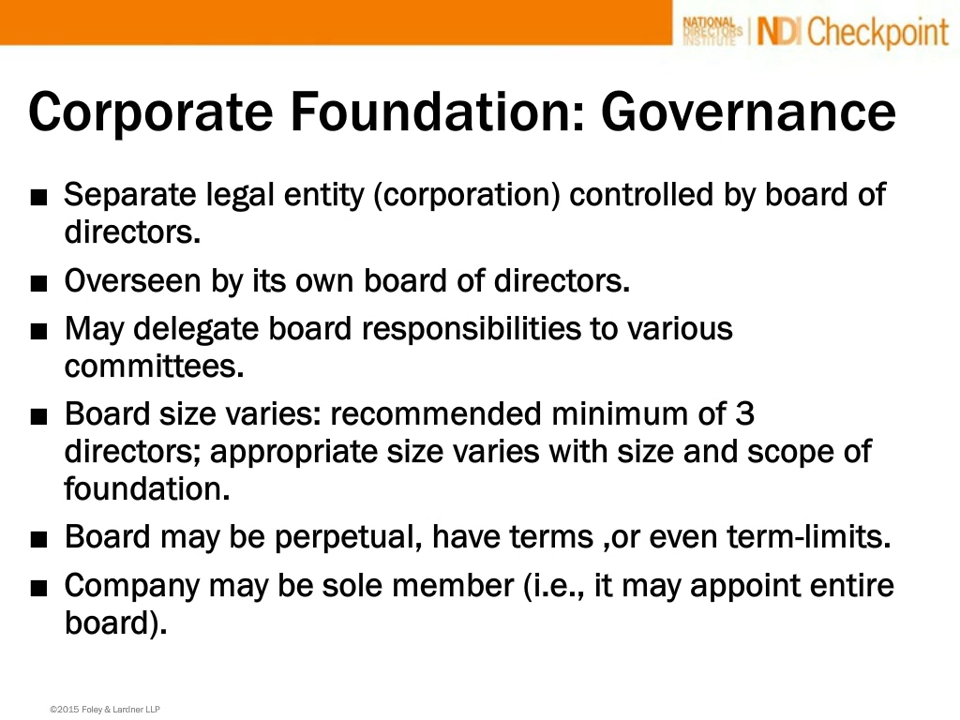 NATIONAL
DIRECTORS
INSTITUTE
NDI Checkpoint
Corporate Foundation: Governance
■ Separate legal entity (corporation) controlled by board of
directors.
■ Overseen by its own board of directors.
■ May delegate board responsibilities to various
committees.
■ Board size varies: recommended minimum of 3
directors; appropriate size varies with size and scope of
foundation.
■ Board may be perpetual, have terms ,or even term-limits.
■ Company may be sole member (i.e., it may appoint entire
board).
©2015 Foley & Lardner LLP